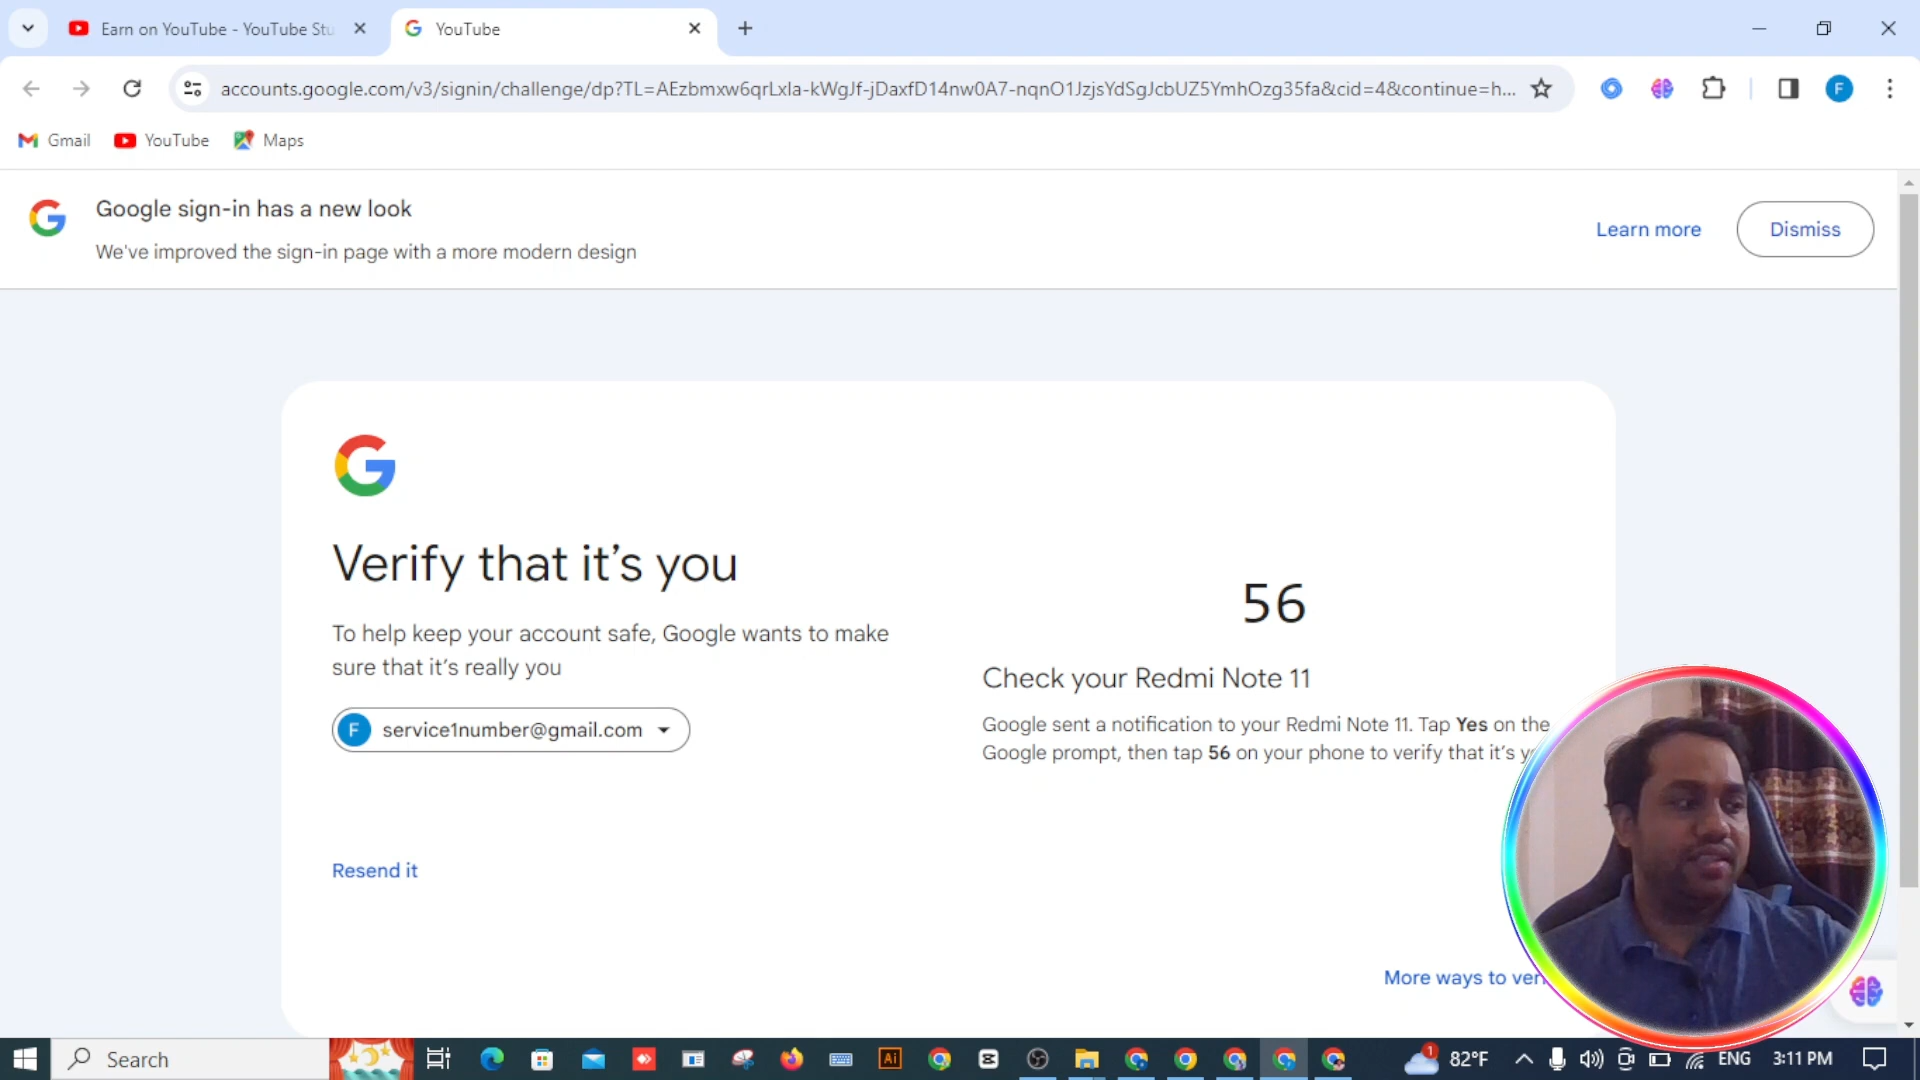 Earn on YouTube - YouTube Stu
YouTube
accounts.google.com/v3/signin/challenge/dp?TL=AEzbmxw6qrLxIa-kWgJf-jDaxfD14nw0A7-nqnO1JzjsYdSgJcbUZ5YmhOzg35fa&cid=4&continue=h...
F
Gmail
YouTube
Maps
Google sign-in has a new look
We've improved the sign-in page with a more modern design
Learn more
Dismiss
Verify that it's you
To help keep your account safe, Google wants to make
sure that it's really you
F service1number@gmail.com
Resend it
56
Check your Redmi Note 11
Google sent a notification to your Redmi Note 11. Tap Yes on the
Google prompt, then tap 56 on your phone to verify that it's
More ways to
Search
Ai
1
82°F
ENG
3:11 PM